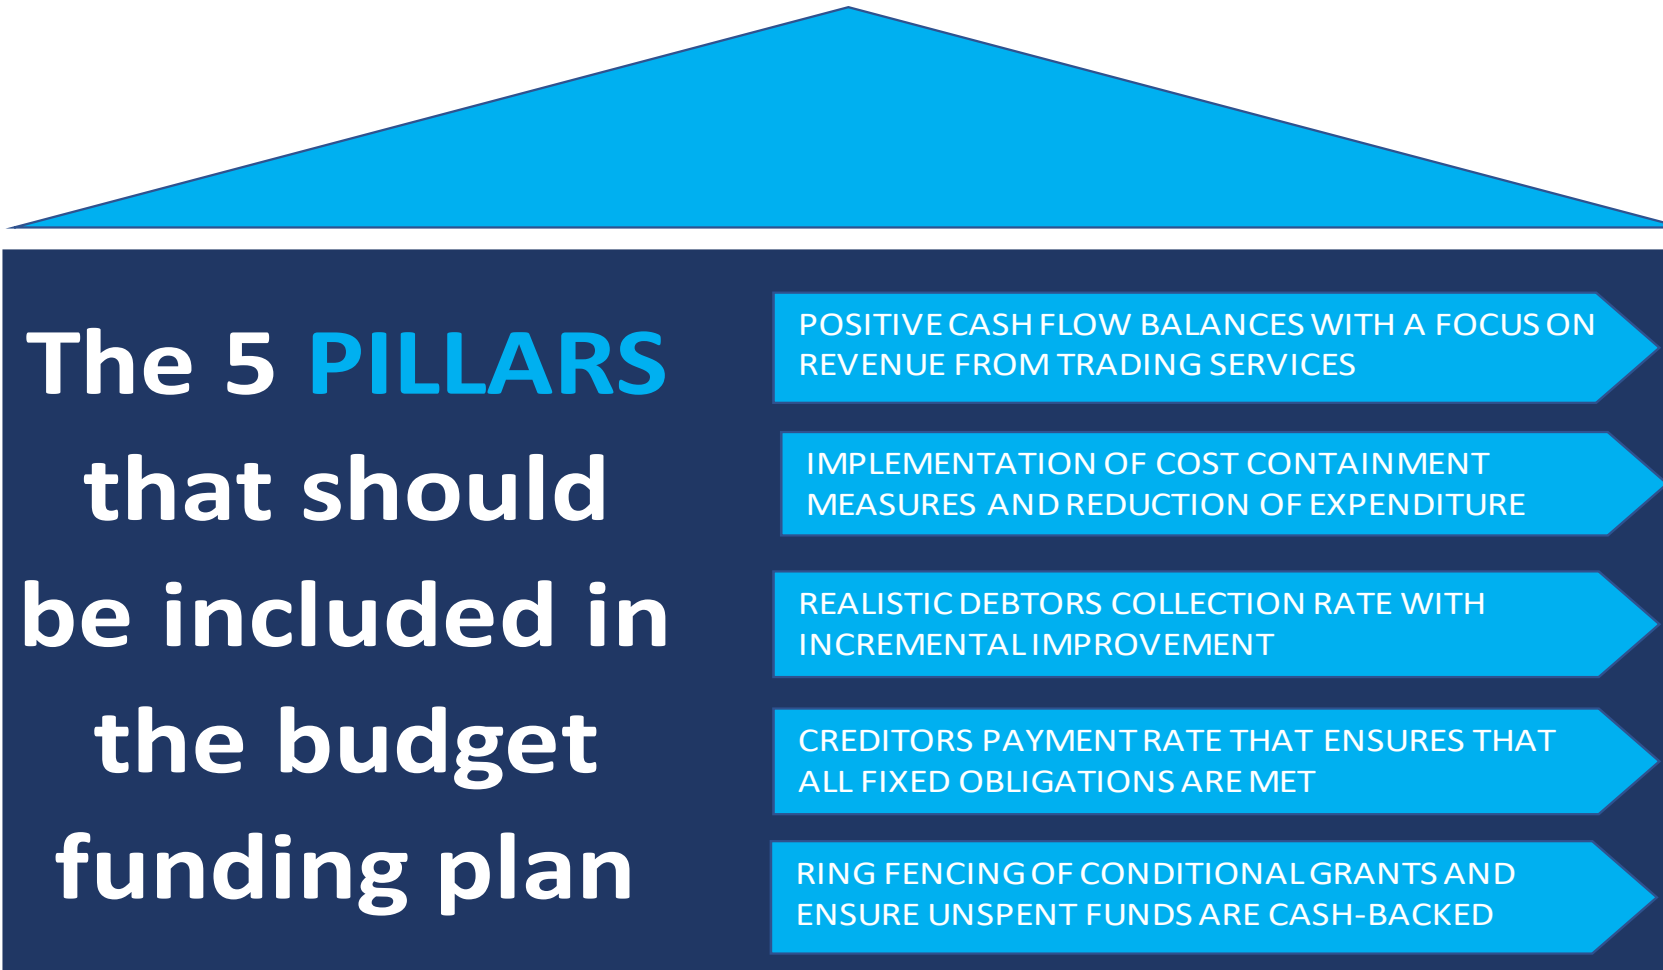 The 5 PILLARS
that should
be included in
the budget
funding plan
POSITIVE CASH FLOW BALANCES WITH A FOCUS ON
REVENUE FROM TRADING SERVICES
IMPLEMENTATION OF COST CONTAINMENT
MEASURES AND REDUCTION OF EXPENDITURE
REALISTIC DEBTORS COLLECTION RATE WITH
INCREMENTAL IMPROVEMENT
CREDITORS PAYMENT RATE THAT ENSURES THAT
ALL FIXED OBLIGATIONS ARE MET
RING FENCING OF CONDITIONAL GRANTS AND
ENSURE UNSPENT FUNDS ARE CASH-BACKED